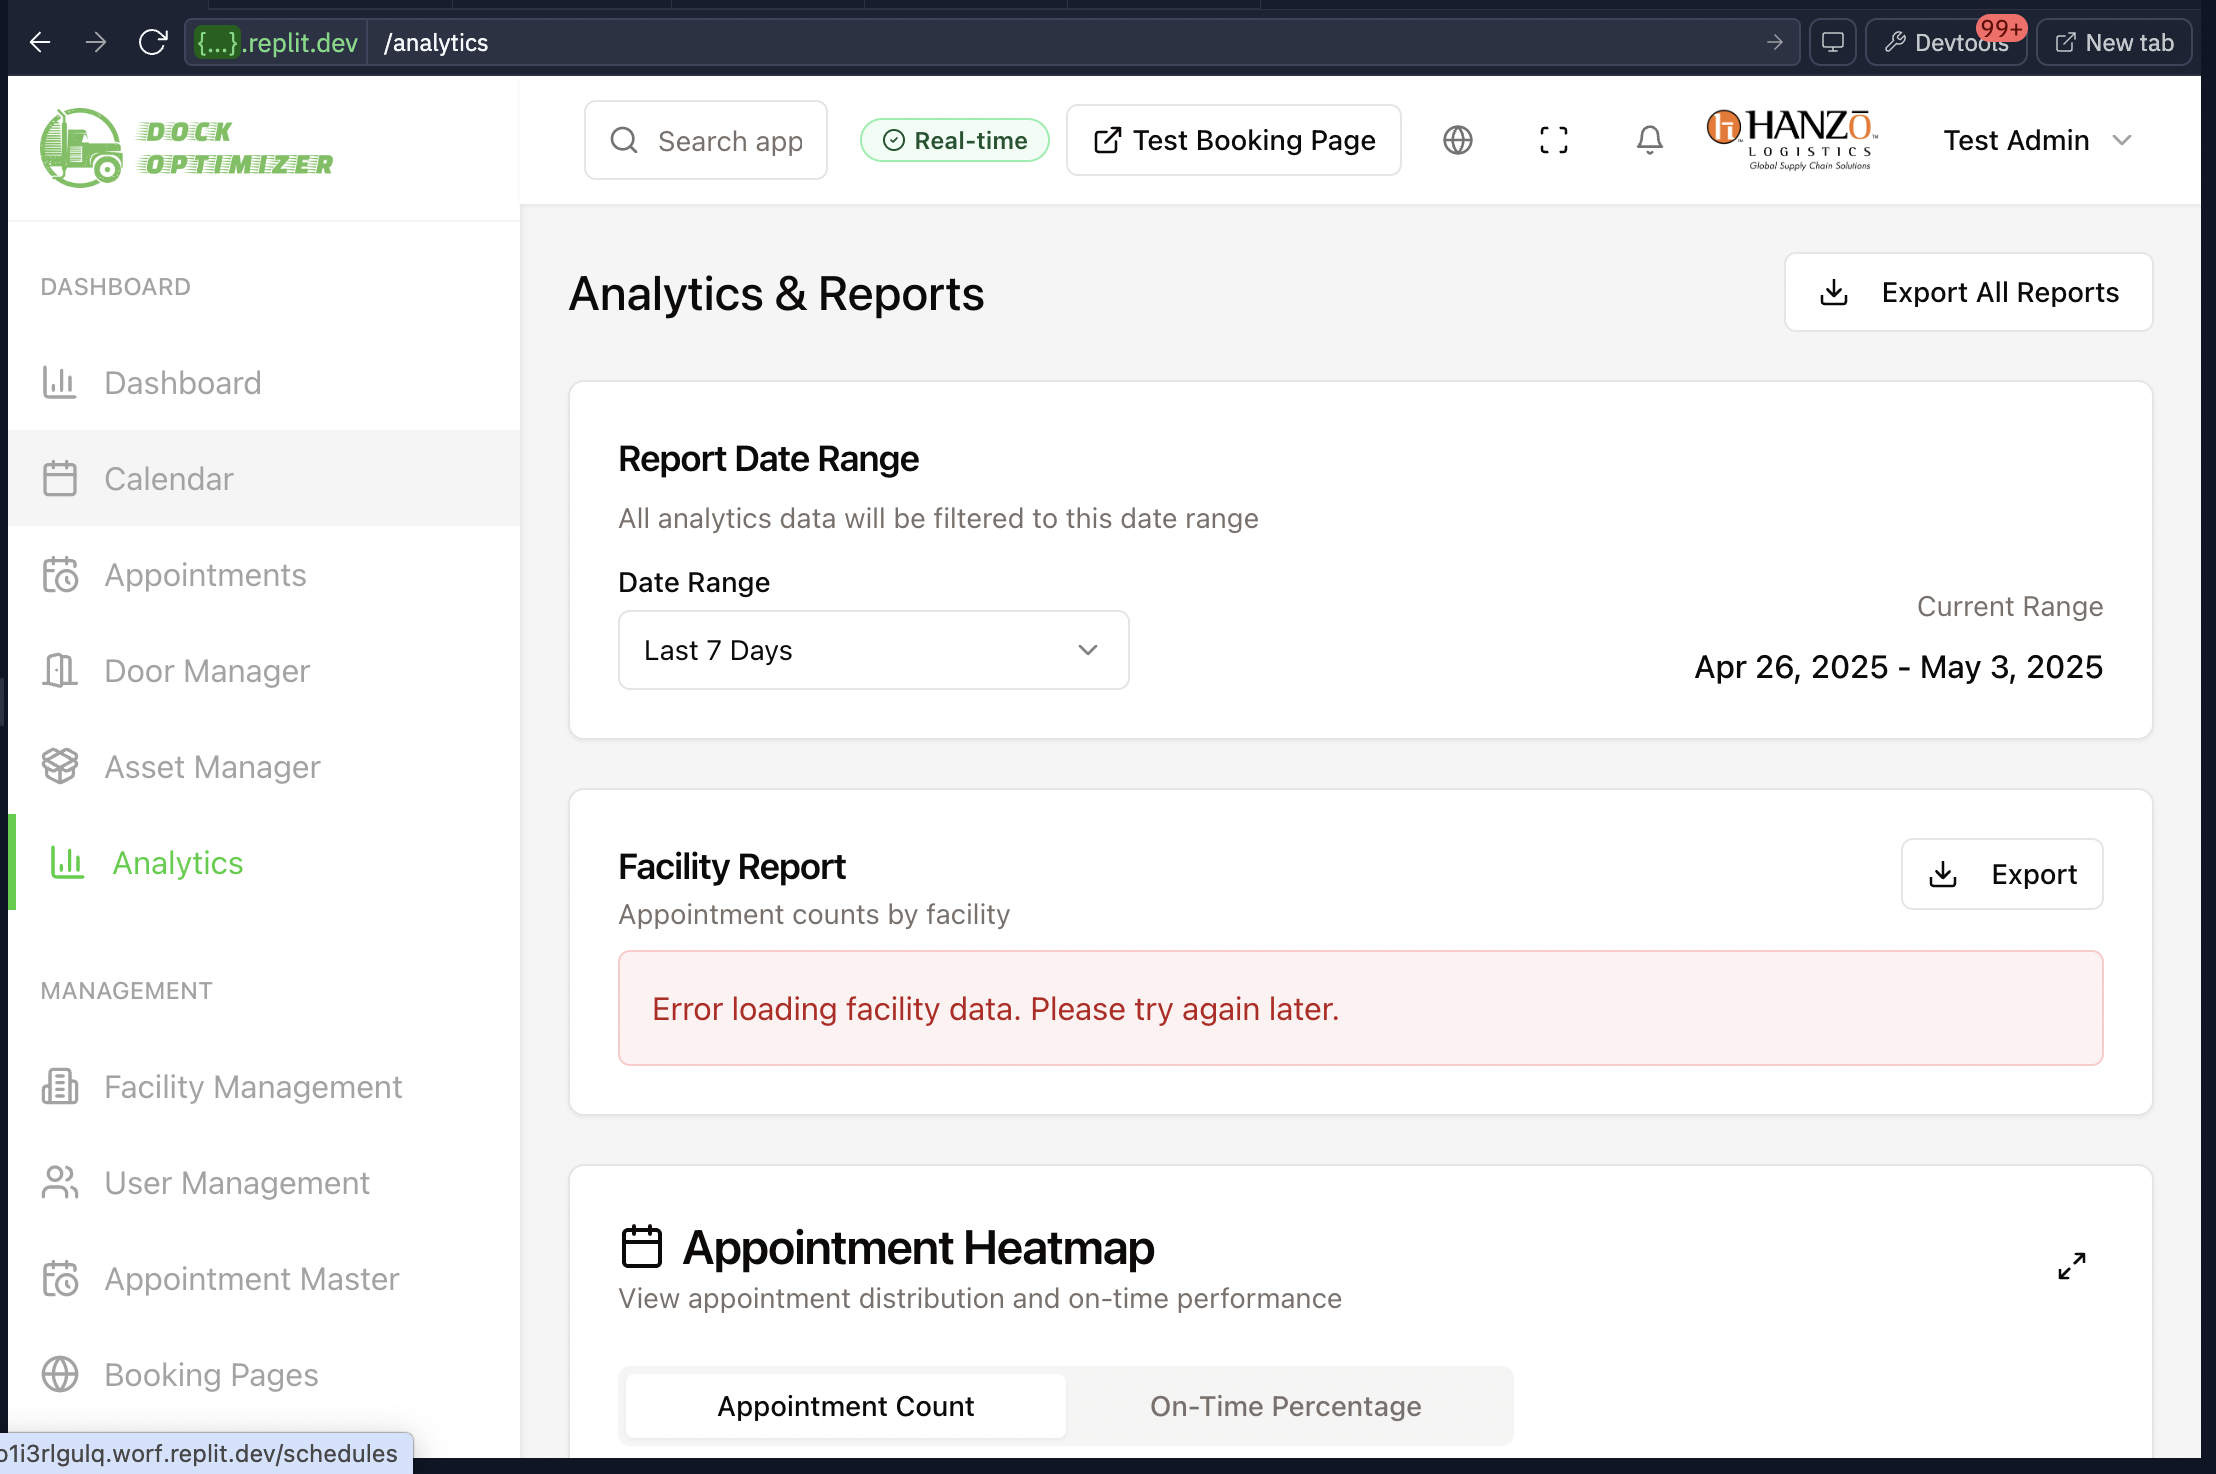 {...}.replit.dev /analytics
99+
Devtools
New tab
DOCK
OPTIMIZER
Search app
Real-time
Test Booking Page
HANZŌ
LOGISTICS
Global Supply Chain Solutions
Test Admin
DASHBOARD
Dashboard
Calendar
Appointments
Door Manager
Asset Manager
Analytics
MANAGEMENT
Facility Management
User Management
Appointment Master
Booking Pages
Analytics & Reports
Export All Reports
Report Date Range
All analytics data will be filtered to this date range
Date Range
Last 7 Days
Current Range
Apr 26, 2025 - May 3, 2025
Facility Report
Appointment counts by facility
Export
Error loading facility data. Please try again later.
Appointment Heatmap
View appointment distribution and on-time performance
Appointment Count
On-Time Percentage
o1i3rlgulq.worf.replit.dev/schedules